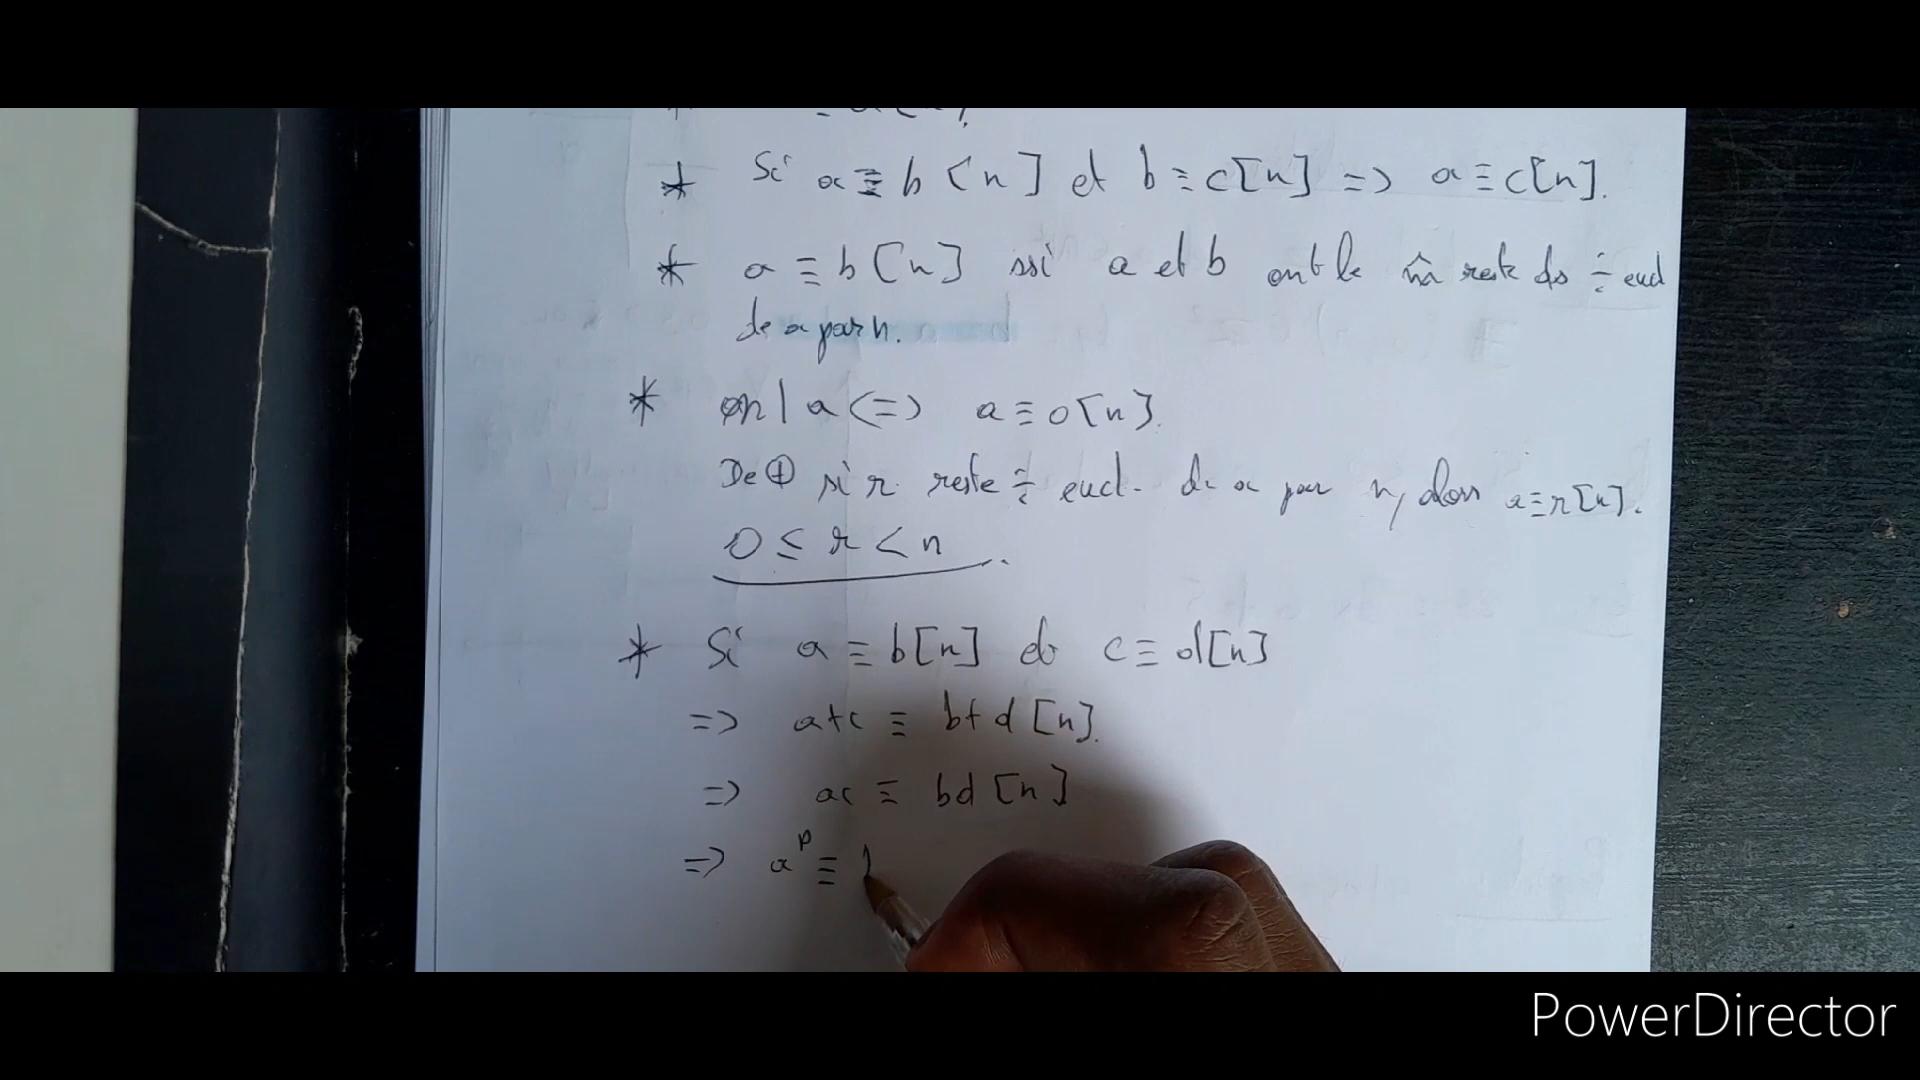 * Si a ≡ b [n] et b ≡ c[n] => a ≡ c[n].
* a ≡ b [n] ssi a et b ont le m̂ reste ds ÷ eucl
de a par n.
* n | a <=> a ≡ 0[n].
De ⊕ si r reste ÷ eucl. de a par n, alors a ≡ r[n].
0 ≤ r < n
* Si a ≡ b[n] c ≡ d[n]
=> a+c ≡ b+d [n].
=> ac ≡ bd [n]
=> a^p ≡
PowerDirector